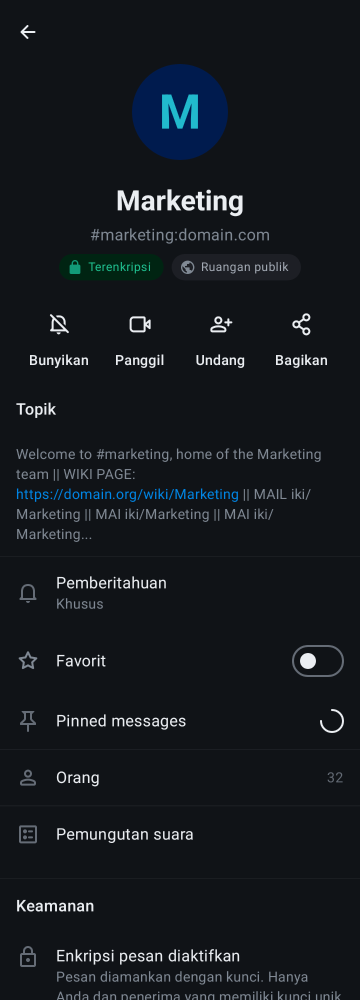 M
Marketing
#marketing:domain.com
Terenkripsi Ruangan publik
Bunyikan Panggil Undang Bagikan
Topik
Welcome to #marketing, home of the Marketing
team || WIKI PAGE:
https://domain.org/wiki/Marketing || MAIL iki/
Marketing || MAI iki/Marketing || MAI iki/
Marketing...
Pemberitahuan
Khusus
Favorit
Pinned messages
Orang 32
Pemungutan suara
Keamanan
Enkripsi pesan diaktifkan
Pesan diamankan dengan kunci. Hanya
Anda dan penerima yang memiliki kunci unik